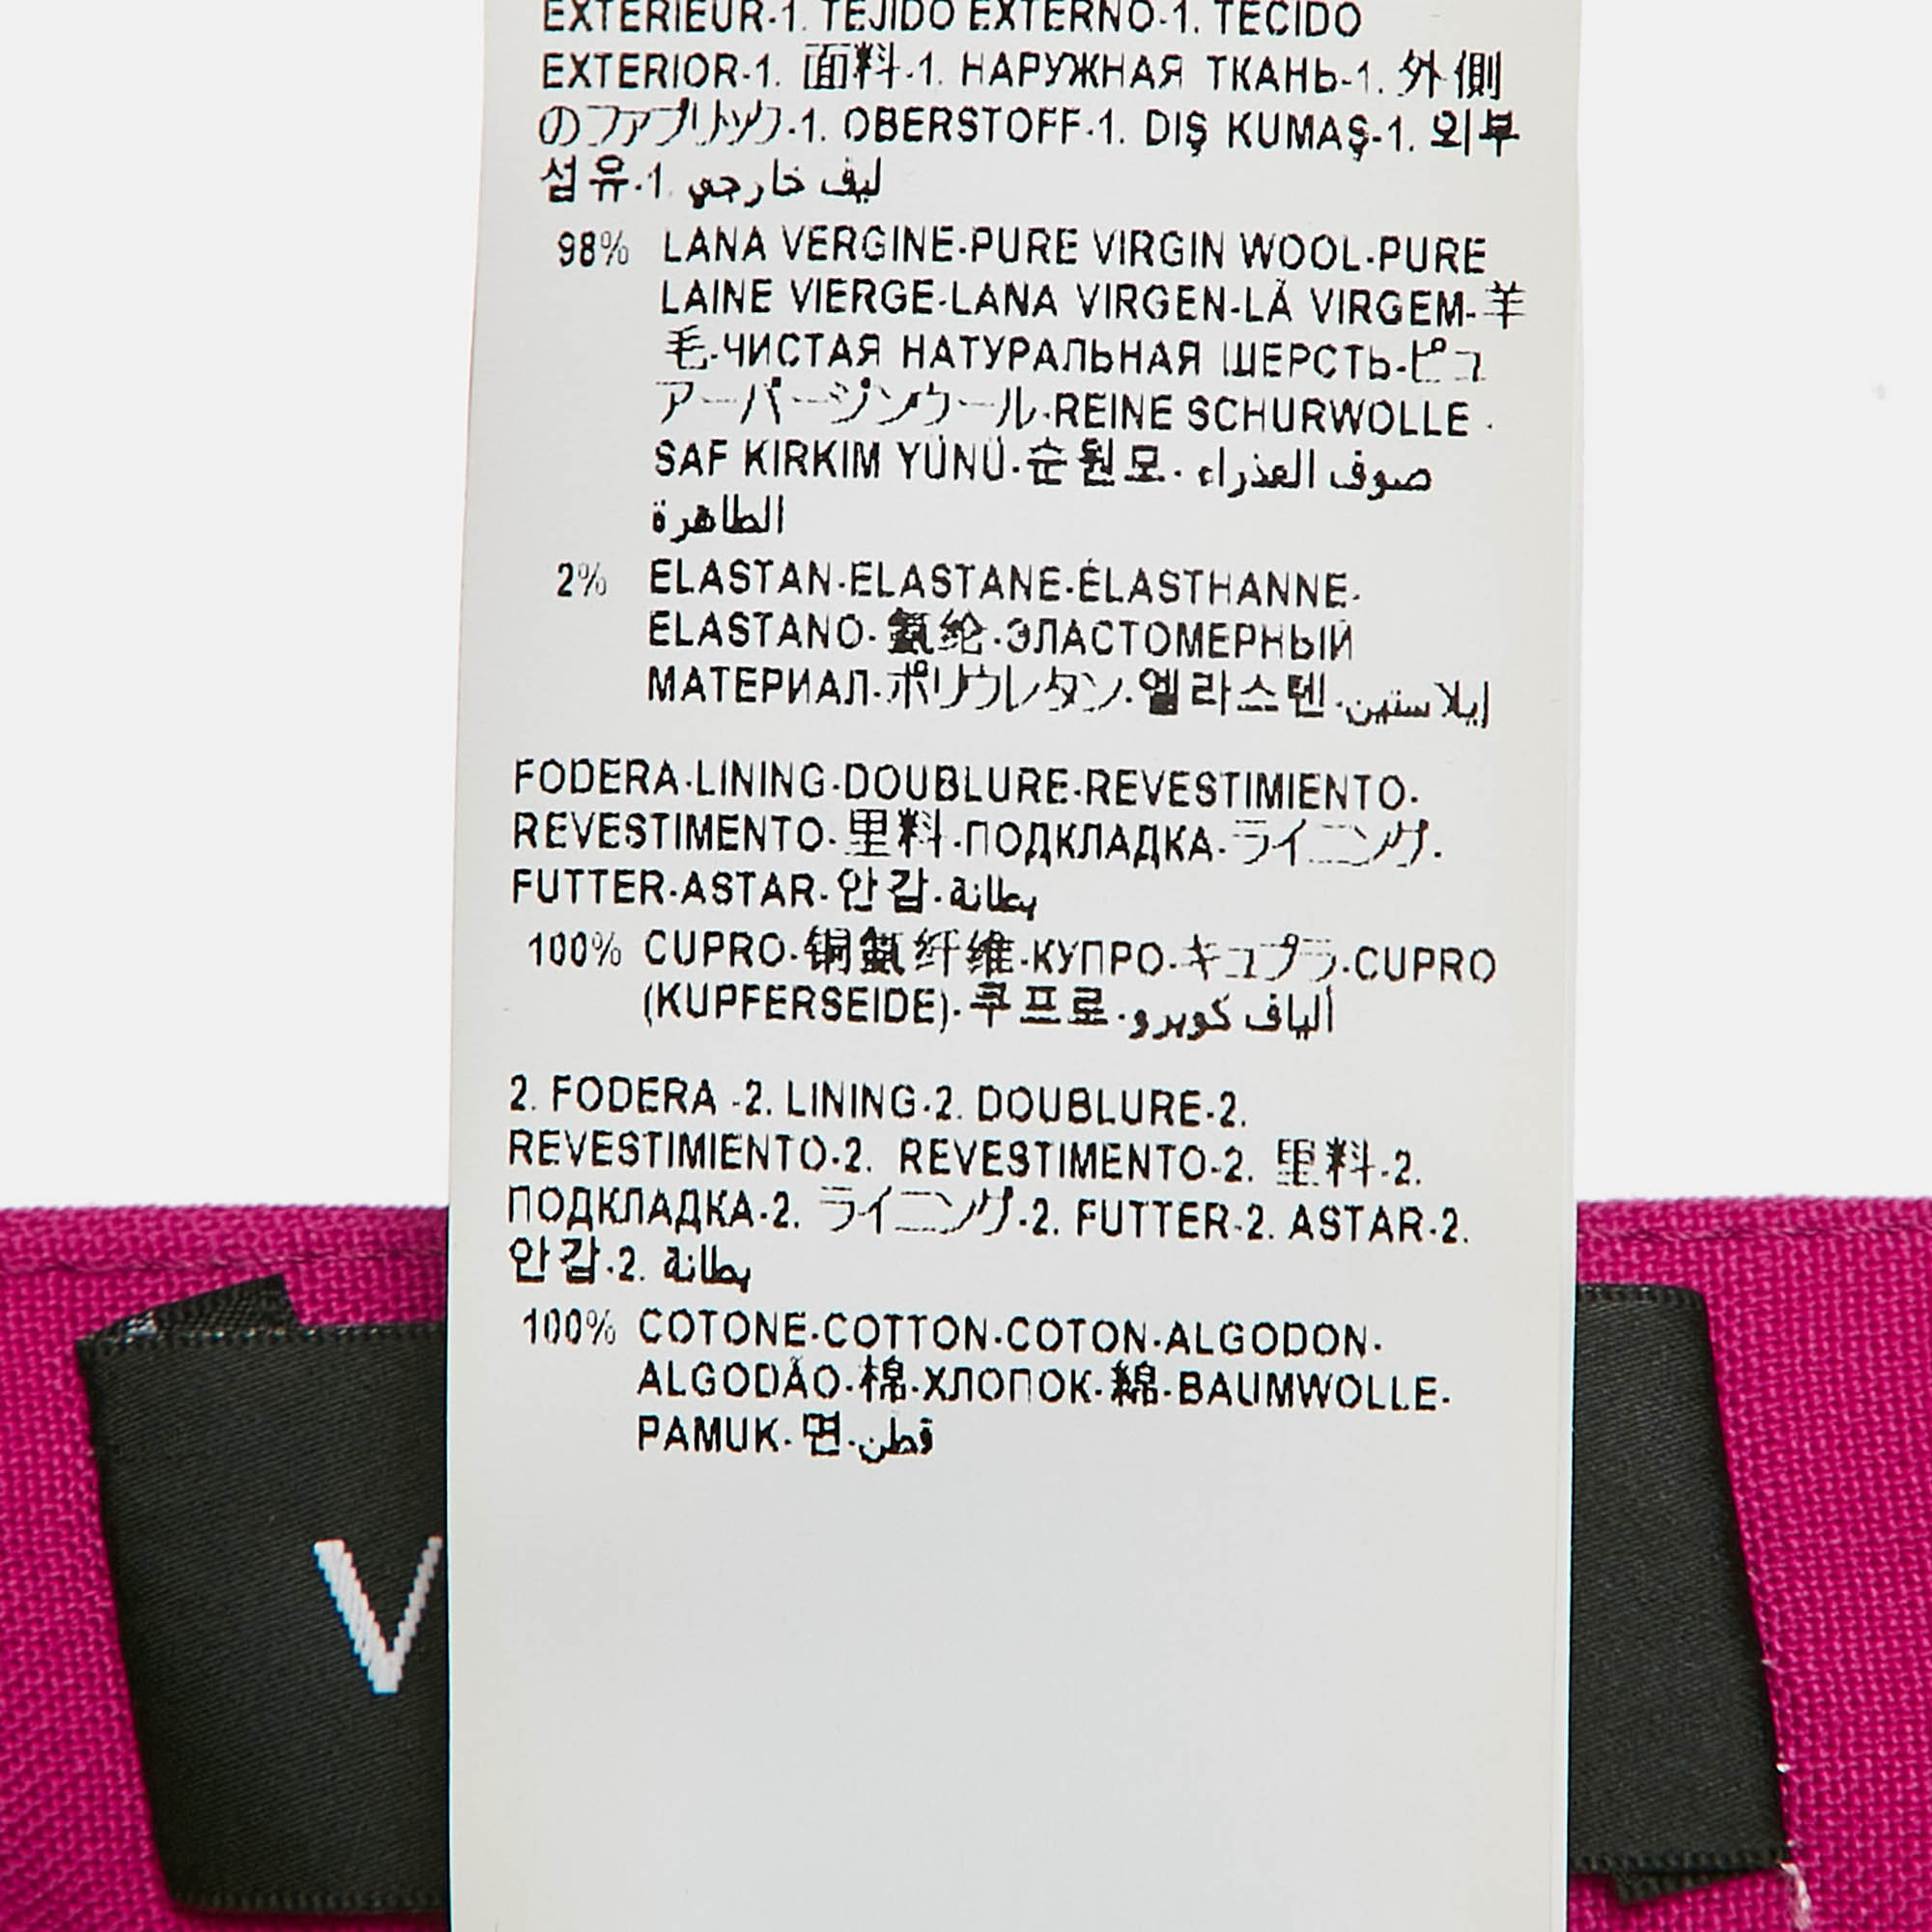 EXTERIEUR-1. TEJIDO EXTERNO-1. TECIDO
EXTERIOR-1. 面料-1. НАРУЖНАЯ ТКАНЬ-1. 外側
のファブリック-1. OBERSTOFF-1. DIŞ KUMAŞ-1. 외부
섬유-1. ليف خارجي
98% LANA VERGINE-PURE VIRGIN WOOL-PURE
LAINE VIERGE-LANA VIRGEN-LÃ VIRGEM-羊
毛-ЧИСТАЯ НАТУРАЛЬНАЯ ШЕРСТЬ-ピュ
アーバージンウール-REINE SCHURWOLLE -
SAF KIRKIM YÜNÜ-순원모- صوف العذراء
الطاهرة
2% ELASTAN-ELASTANE-ÉLASTHANNE-
ELASTANO-氨纶-ЭЛАСТОМЕРНЫЙ
МАТЕРИАЛ-ポリウレタン-엘라스텐-إيلاستين
FODERA-LINING-DOUBLURE-REVESTIMIENTO-
REVESTIMENTO-里料-ПОДКЛАДКА-ライニング-
FUTTER-ASTAR-안감-بطانة
100% CUPRO-铜氨纤维-КУПРО-キュプラ-CUPRO
(KUPFERSEIDE)-쿠프로-ألياف كوبرو
2. FODERA -2. LINING-2. DOUBLURE-2.
REVESTIMIENTO-2. REVESTIMENTO-2. 里料-2.
ПОДКЛАДКА-2. ライニング-2. FUTTER-2. ASTAR-2.
안감-2. بطانة
100% COTONE-COTTON-COTON-ALGODON-
ALGODÃO-棉-ХЛОПОК-綿-BAUMWOLLE-
PAMUK-면-قطن
V